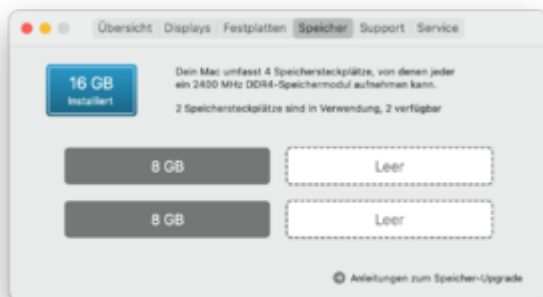 Übersicht Displays Festplatten Speicher Support Service
16 GB
Installiert
Dein Mac umfasst 4 Speichersteckplätze, von denen jeder
ein 2400 MHz DDR4-Speichermodul aufnehmen kann.
2 Speichersteckplätze sind in Verwendung, 2 verfügbar
8 GB Leer
8 GB Leer
Anleitungen zum Speicher-Upgrade